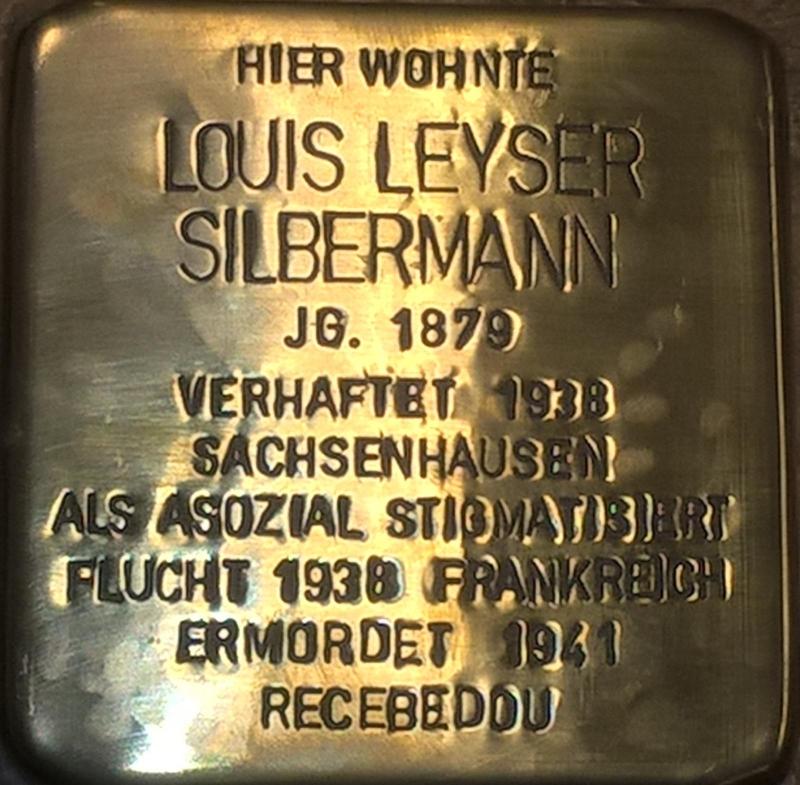 HIER WOHNTE
LOUIS LEYSER
SILBERMANN
JG. 1879
VERHAFTET 1938
SACHSENHAUSEN
ALS ASOZIAL STIGMATISIERT
FLUCHT 1938 FRANKREICH
ERMORDET 1941
RECEBEDOU